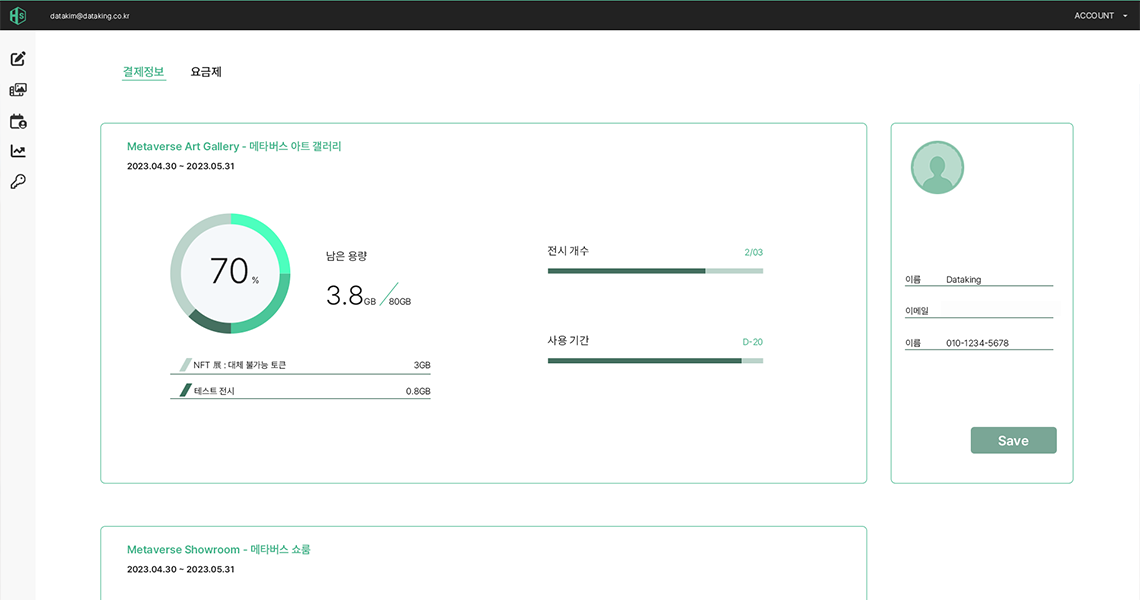 HS
datakim@dataking.co.kr
ACCOUNT
결제정보 요금제
Metaverse Art Gallery - 메타버스 아트 갤러리
2023.04.30 ~ 2023.05.31
70 %
남은 용량
3.8GB / 80GB
NFT 展 : 대체 불가능 토큰 3GB
테스트 전시 0.8GB
전시 개수 2/03
사용 기간 D-20
이름 Dataking
이메일
이름 010-1234-5678
Save
Metaverse Showroom - 메타버스 쇼룸
2023.04.30 ~ 2023.05.31